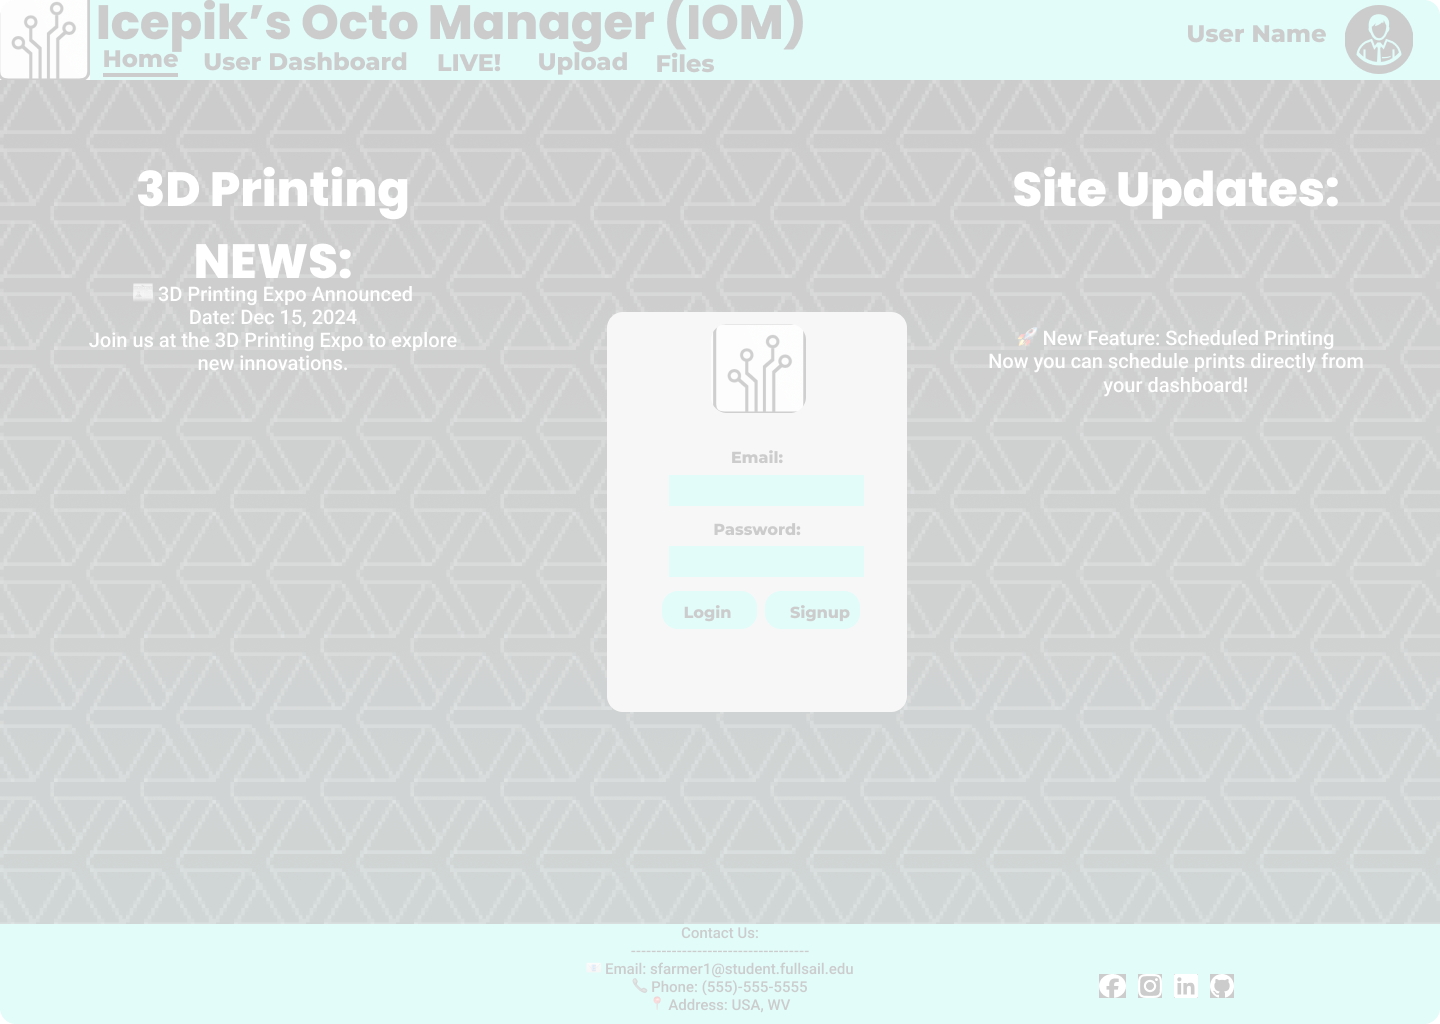 Icepik’s Octo Manager (IOM)
Home User Dashboard LIVE! Upload Files
User Name
3D Printing
NEWS:
📰 3D Printing Expo Announced
Date: Dec 15, 2024
Join us at the 3D Printing Expo to explore
new innovations.
Email:
Password:
Login Signup
Site Updates:
🚀 New Feature: Scheduled Printing
Now you can schedule prints directly from
your dashboard!
Contact Us:
-----------------------------------
📧 Email: sfarmer1@student.fullsail.edu
📞 Phone: (555)-555-5555
📍 Address: USA, WV